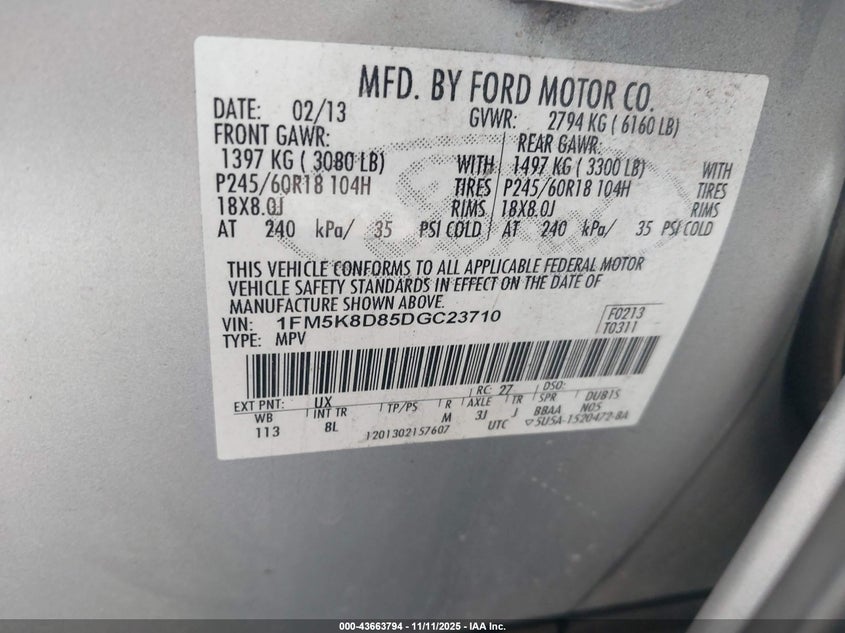 MFD. BY FORD MOTOR CO.
DATE: 02/13 GVWR: 2794 KG ( 6160 LB)
FRONT GAWR: REAR GAWR:
1397 KG ( 3080 LB) WITH 1497 KG ( 3300 LB) WITH
P245/60R18 104H TIRES P245/60R18 104H TIRES
18X8.0J RIMS 18X8.0J RIMS
AT 240 kPa/ 35 PSI COLD AT 240 kPa/ 35 PSI COLD
THIS VEHICLE CONFORMS TO ALL APPLICABLE FEDERAL MOTOR
VEHICLE SAFETY STANDARDS IN EFFECT ON THE DATE OF
MANUFACTURE SHOWN ABOVE.
VIN: 1FM5K8D85DGC23710 F0213
TYPE: MPV T0311
EXT PNT: UX RC: 27 DSO:
WB INT TR TP/PS R AXLE TR SPR DUB1S
113 8L M 3J J BBAA N05
1201302157607 UTC ▽5U5A-1520472-BA
000-43663794 - 11/11/2025 - IAA Inc.